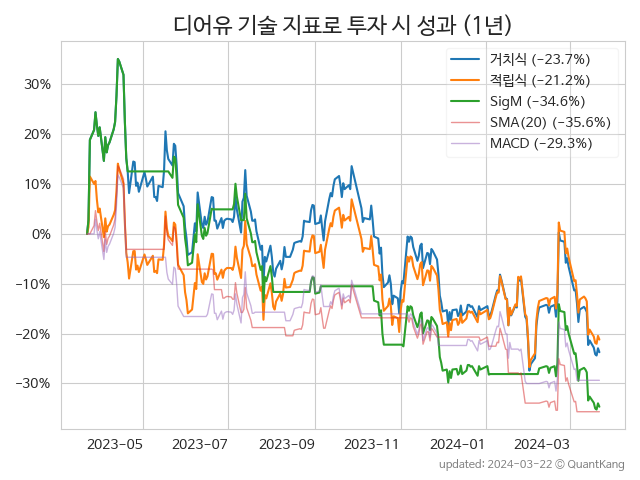 디어유 기술 지표로 투자 시 성과 (1년)
거치식 (−23.7%)
적립식 (−21.2%)
SigM (−34.6%)
SMA(20) (−35.6%)
MACD (−29.3%)
30%
20%
10%
0%
−10%
−20%
−30%
2023-05 2023-07 2023-09 2023-11 2024-01 2024-03
updated: 2024-03-22 © QuantKang